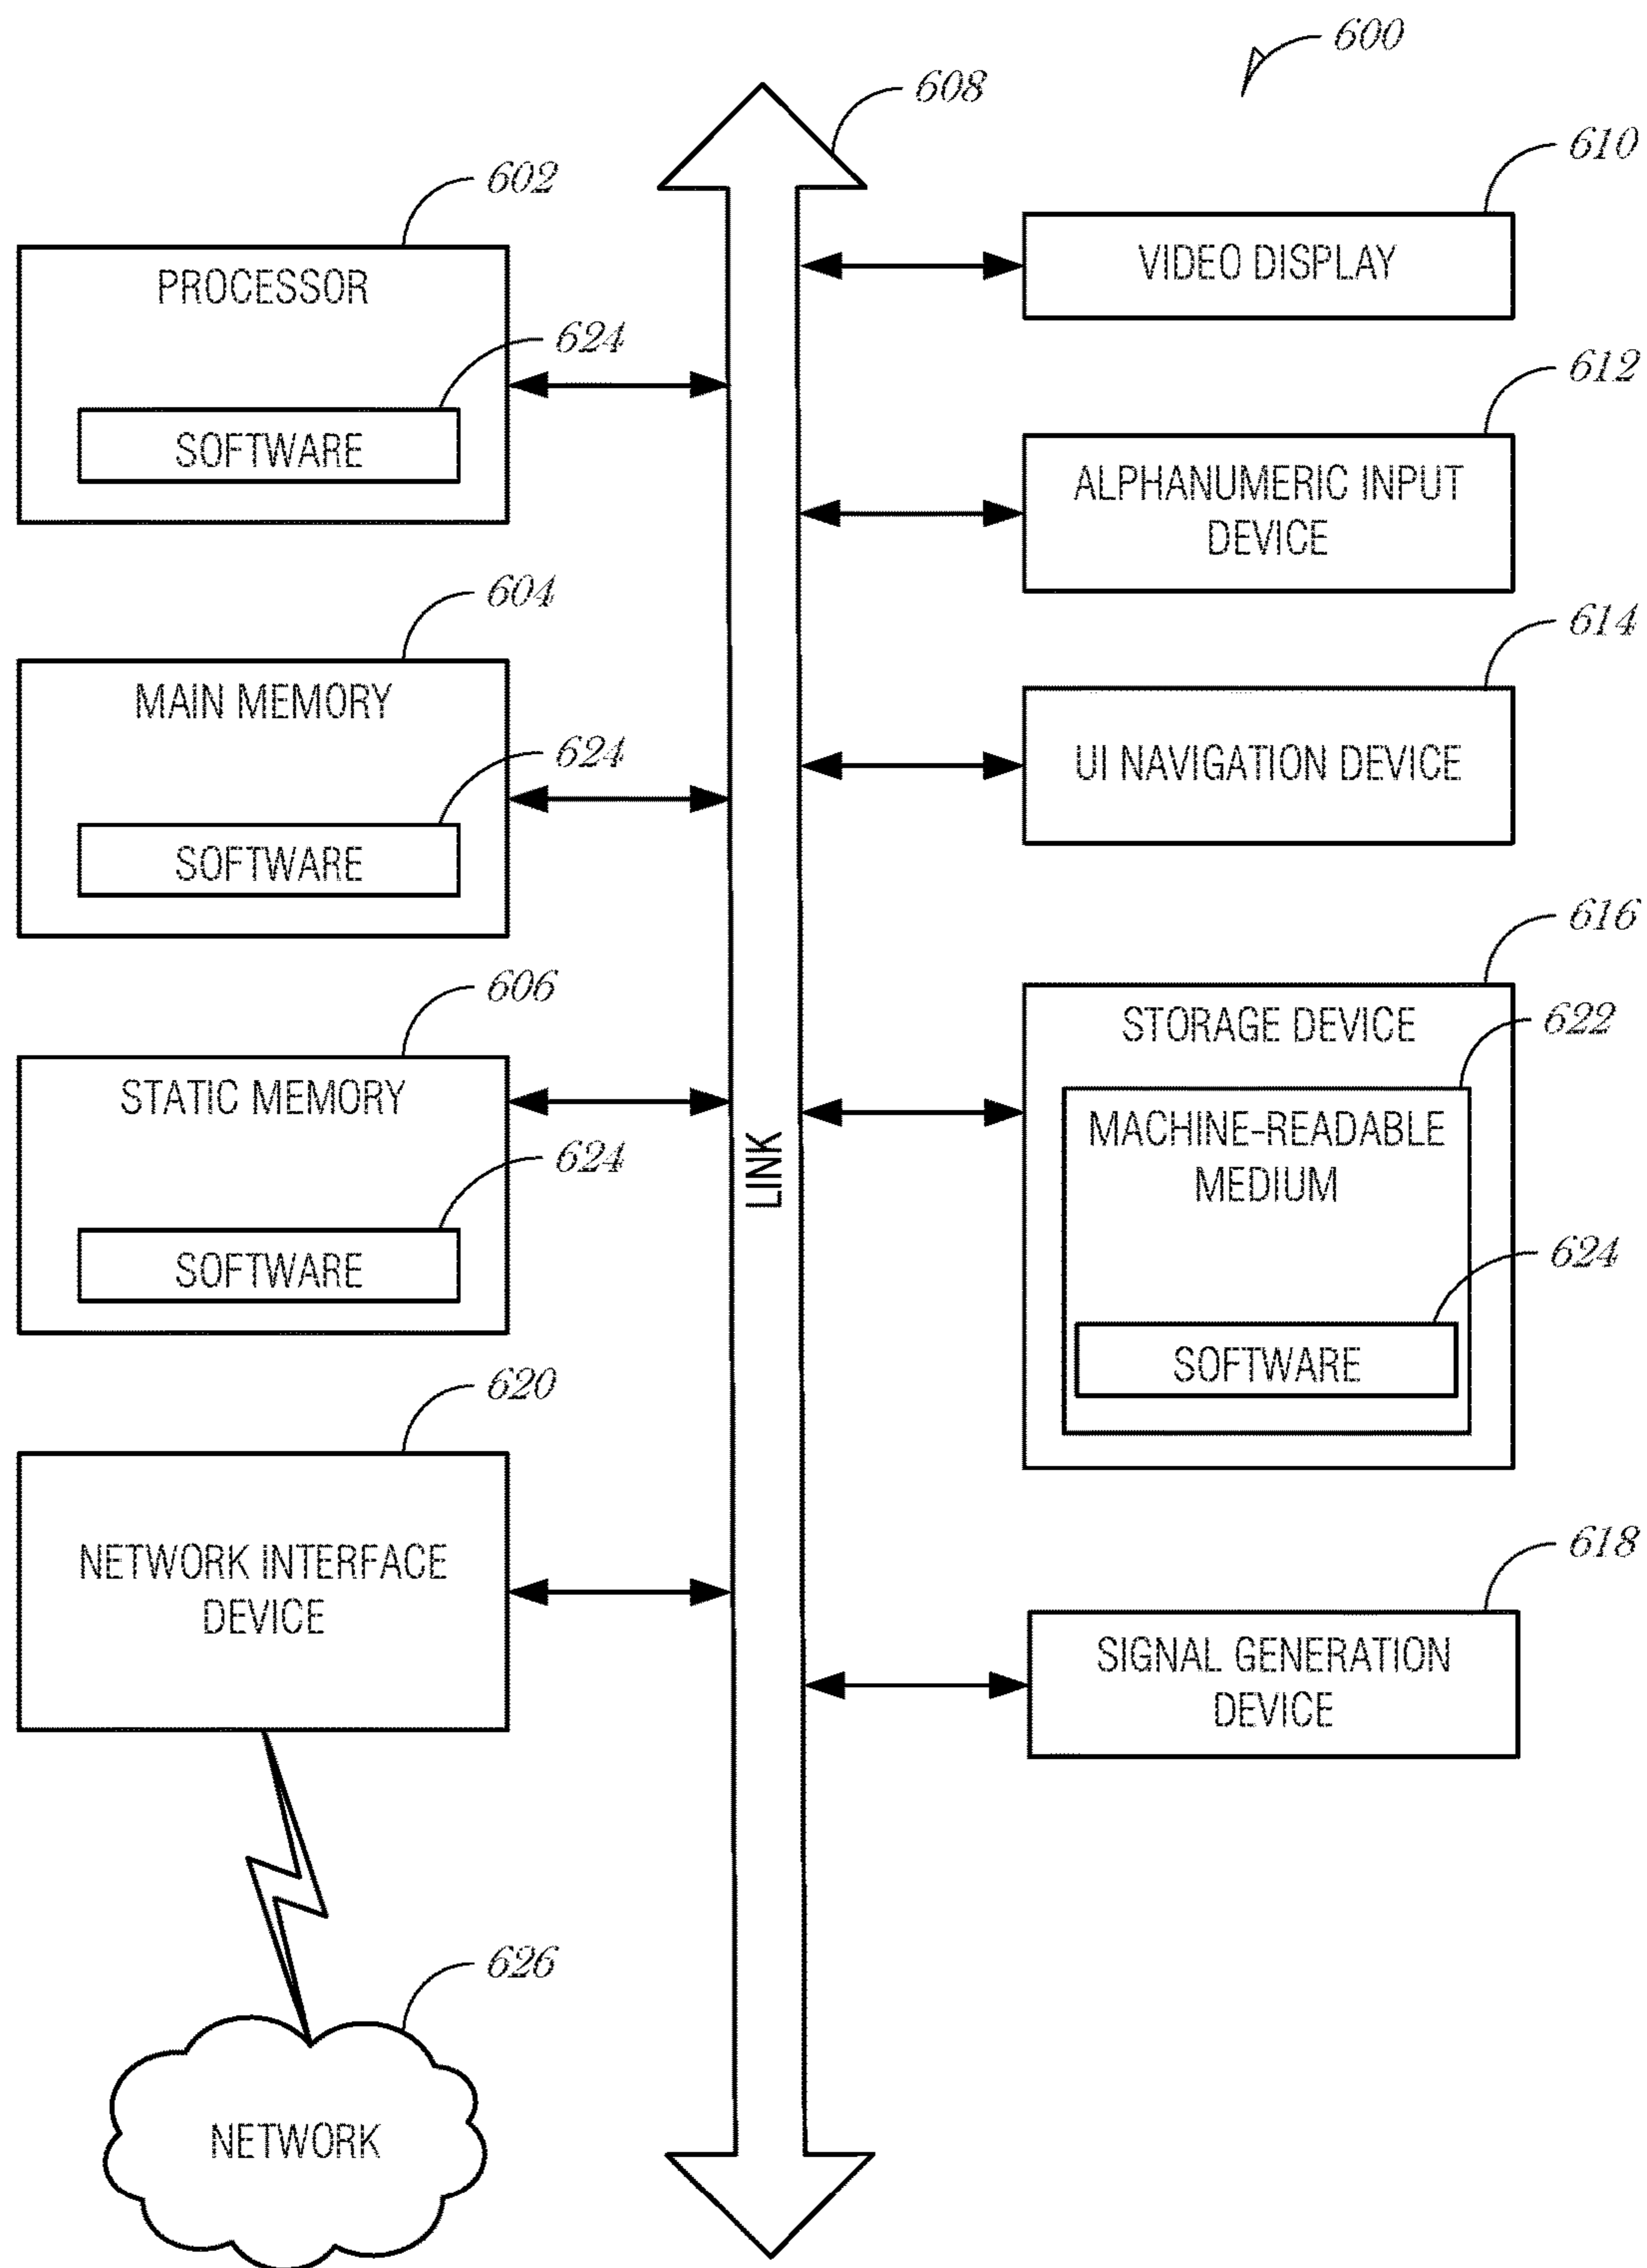 600
608
602
PROCESSOR
624
SOFTWARE
604
MAIN MEMORY
624
SOFTWARE
606
STATIC MEMORY
624
SOFTWARE
620
NETWORK INTERFACE
DEVICE
626
NETWORK
LINK
610
VIDEO DISPLAY
612
ALPHANUMERIC INPUT
DEVICE
614
UI NAVIGATION DEVICE
616
STORAGE DEVICE
622
MACHINE-READABLE
MEDIUM
624
SOFTWARE
618
SIGNAL GENERATION
DEVICE